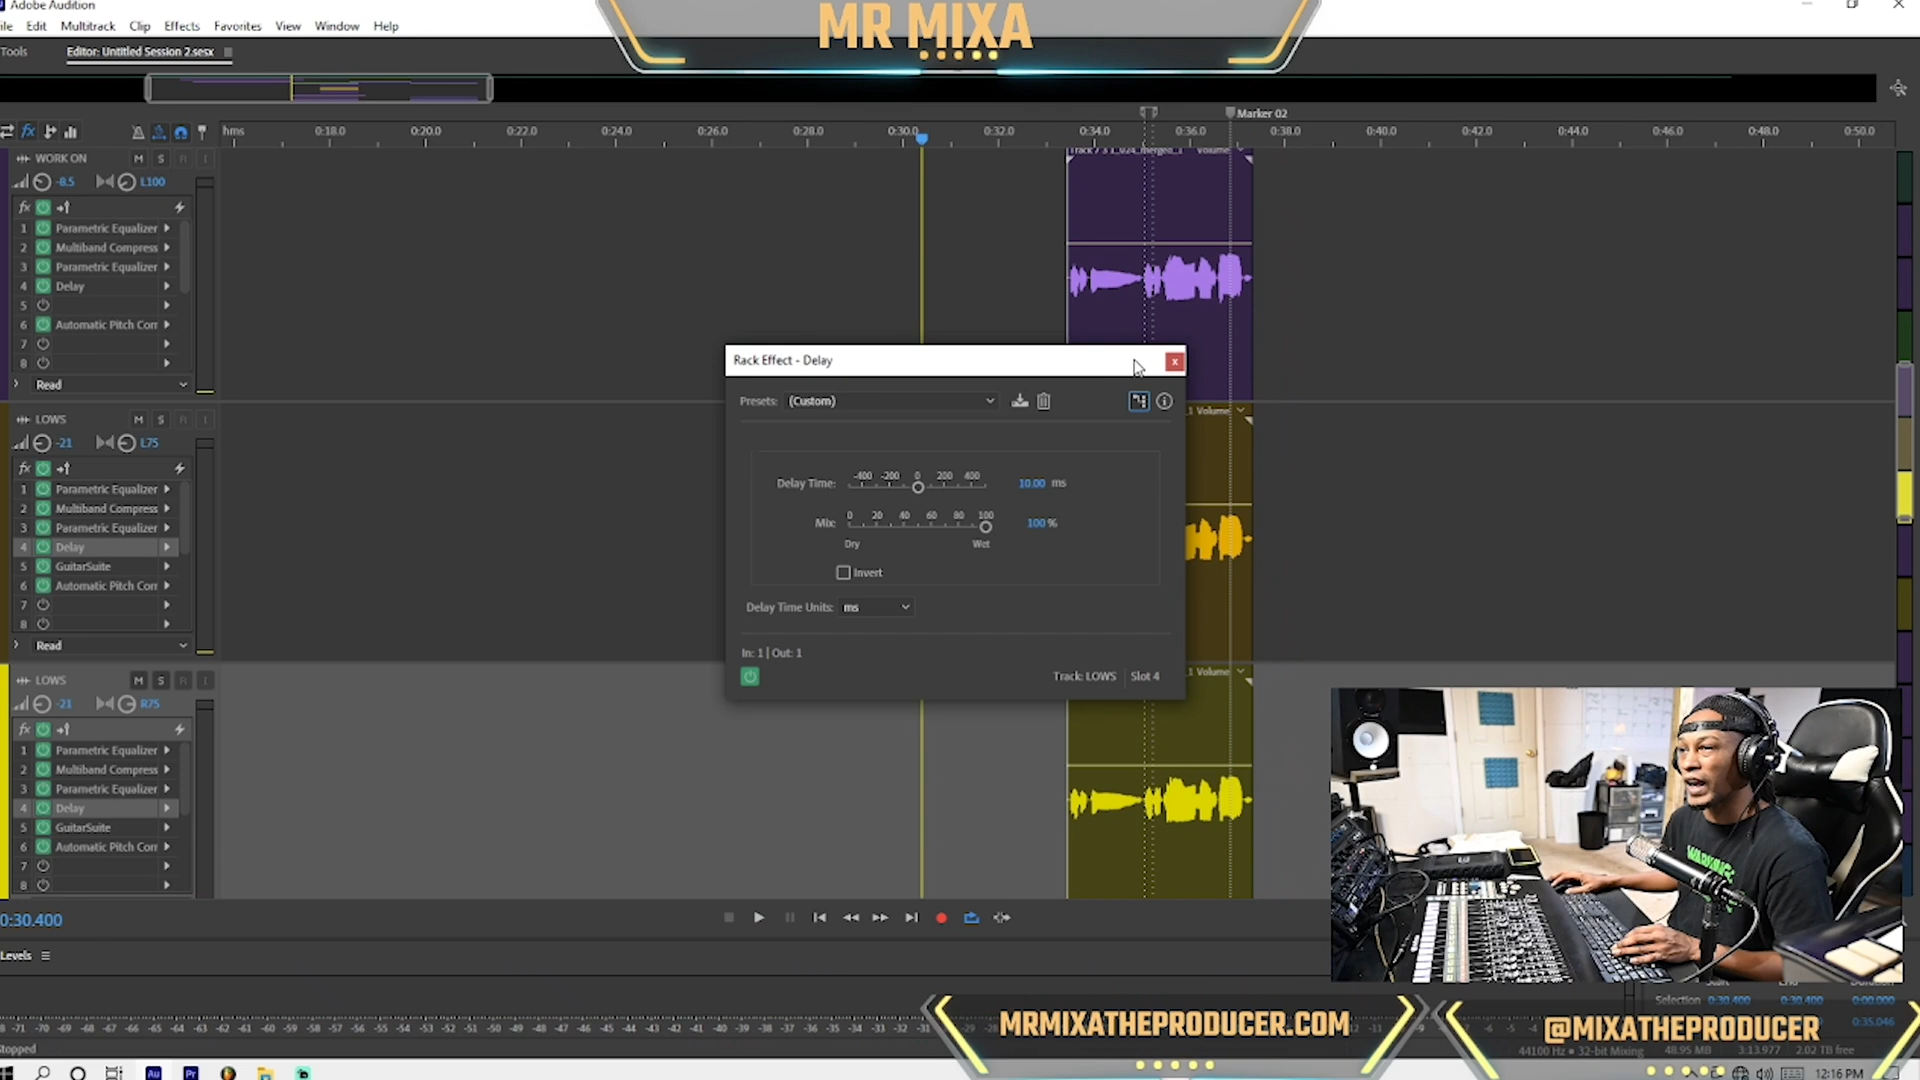 Adobe Audition
ile Edit Multitrack Clip Effects Favorites View Window Help
MR MIXA
Tools
Editor: Untitled Session 2.sesx
Marker 02
hms 0:18.0 0:20.0 0:22.0 0:24.0 0:26.0 0:28.0 0:30.0 0:32.0 0:34.0 0:36.0 0:38.0 0:40.0 0:42.0 0:44.0 0:46.0 0:48.0 0:50.0
WORK ON M S R I
Volume
-8.5 L100
fx
1 Parametric Equalizer
2 Multiband Compress
3 Parametric Equalizer
4 Delay
5
6 Automatic Pitch Corr
7
8
Read
Rack Effect - Delay
x
Presets: (Custom)
Delay Time: -400 -200 0 200 400 10.00 ms
Mix: 0 20 40 60 80 100 100 %
Dry Wet
Invert
Delay Time Units: ms
In: 1 | Out: 1
Track: LOWS Slot 4
LOWS M S R I
_1 Volume
-21 L75
fx
1 Parametric Equalizer
2 Multiband Compress
3 Parametric Equalizer
4 Delay
5 GuitarSuite
6 Automatic Pitch Corr
7
8
Read
LOWS M S R I
_1 Volume
-21 R75
fx
1 Parametric Equalizer
2 Multiband Compress
3 Parametric Equalizer
4 Delay
5 GuitarSuite
6 Automatic Pitch Corr
7
8
0:30.400
Levels
Selection 0:30.400 0:30.400 0:00.000
0:35.046
-71 -70 -69 -68 -67 -66 -65 -64 -63 -62 -61 -60 -59 -58 -57 -56 -55 -54 -53 -52 -51 -50 -49 -48 -47 -46 -45 -44 -43 -42 -41 -40 -39 -38 -37 -36 -35 -34 -33 -32 -31
MRMIXATHEPRODUCER.COM
@MIXATHEPRODUCER
Stopped
44100 Hz • 32-bit Mixing 48.95 MB 3:13.977 2.02 TB free
Au Pr
12:16 PM